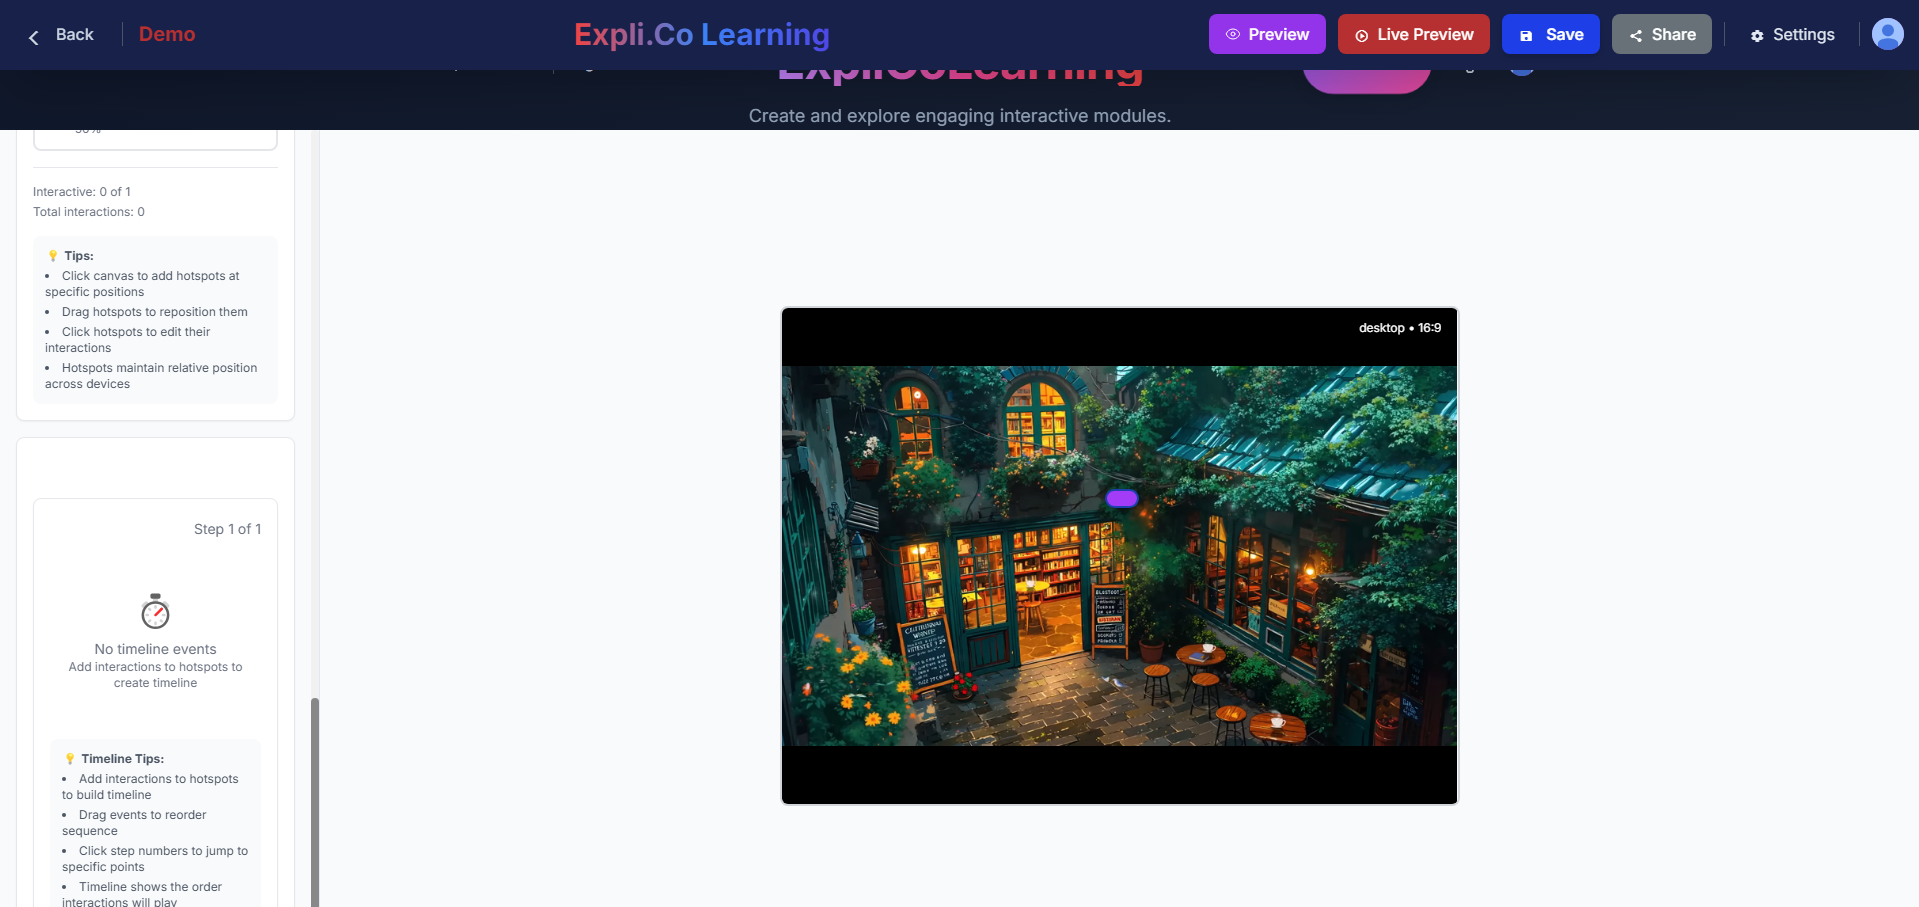 Back
Demo
Expli.Co Learning
Preview
Live Preview
Save
Share
Settings
ExpliCoLearning
Create and explore engaging interactive modules.
Interactive: 0 of 1
Total interactions: 0
💡 Tips:
• Click canvas to add hotspots at
specific positions
• Drag hotspots to reposition them
• Click hotspots to edit their
interactions
• Hotspots maintain relative position
across devices
Step 1 of 1
No timeline events
Add interactions to hotspots to
create timeline
💡 Timeline Tips:
• Add interactions to hotspots
to build timeline
• Drag events to reorder
sequence
• Click step numbers to jump to
specific points
• Timeline shows the order
interactions will play
desktop • 16:9